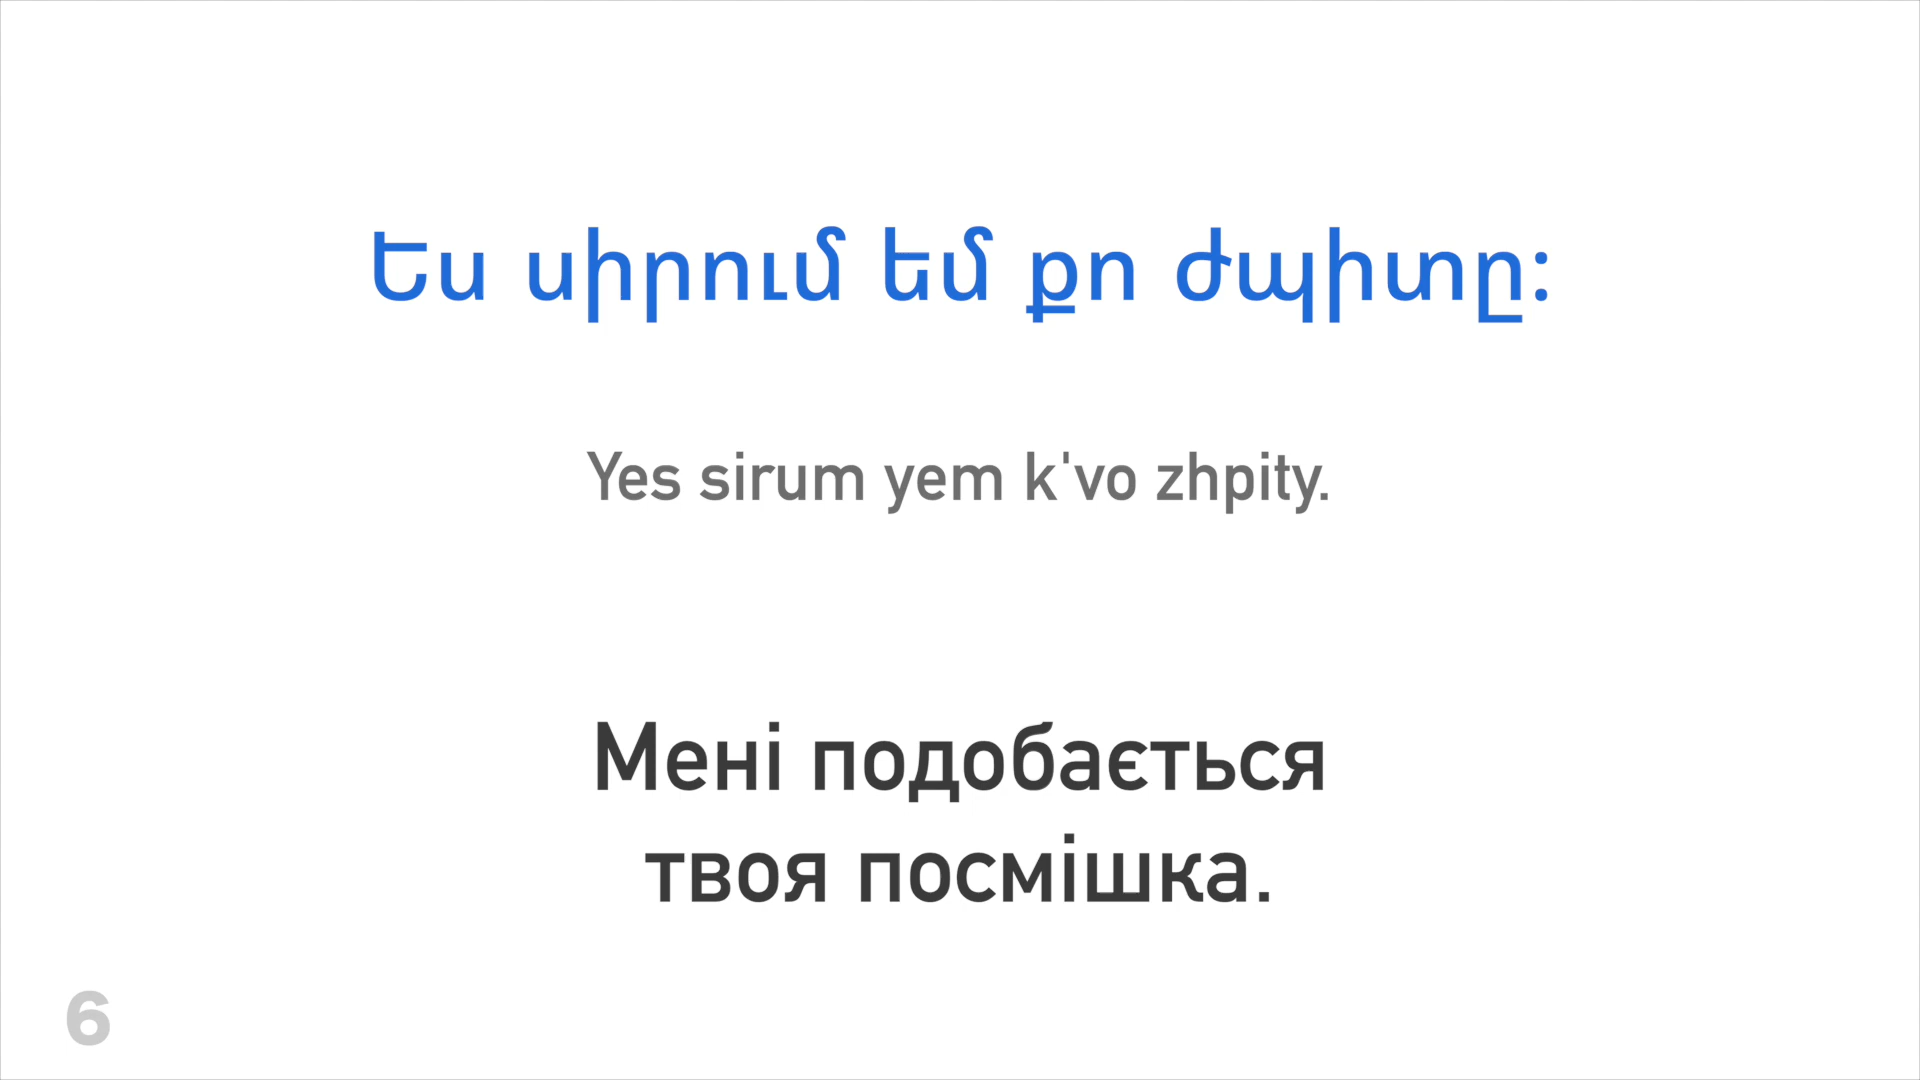 Ես սիրում եմ քո ժպիտը:
Yes sirum yem k'vo zhpity.
Мені подобається
твоя посмішка.
6